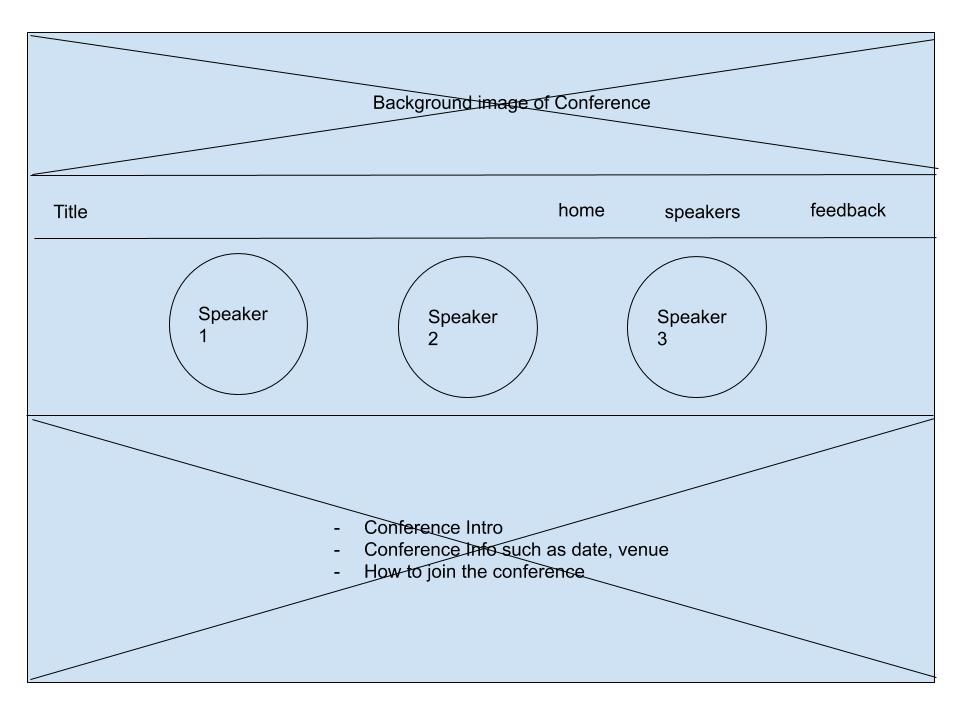 Background image of Conference
Title home speakers feedback
Speaker
1
Speaker
2
Speaker
3
- Conference Intro
- Conference Info such as date, venue
- How to join the conference